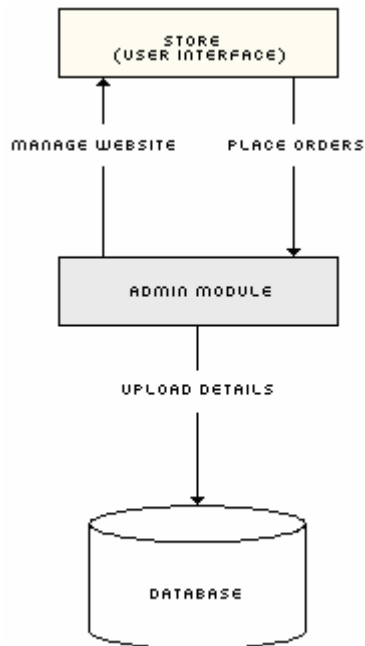 STORE
(USER INTERFACE)
MANAGE WEBSITE
PLACE ORDERS
ADMIN MODULE
UPLOAD DETAILS
DATABASE